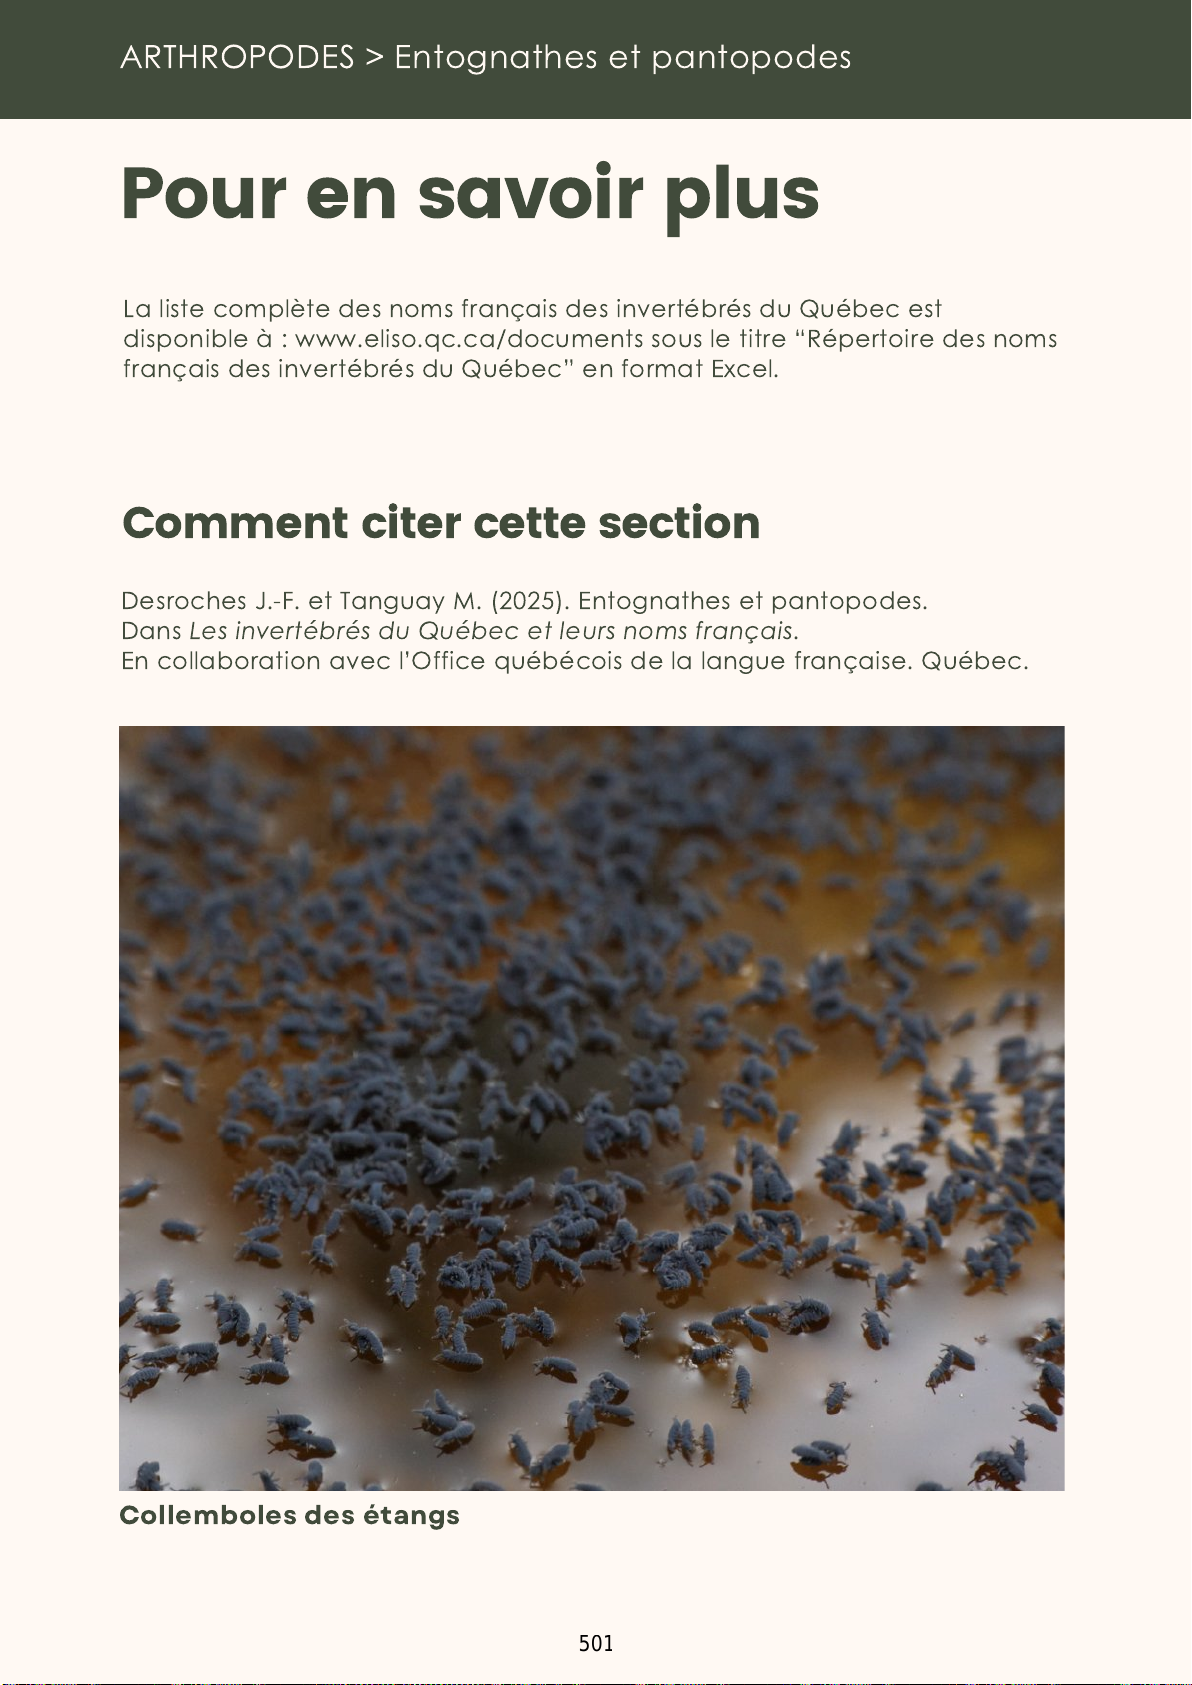 ARTHROPODES > Entognathes et pantopodes
Pour en savoir plus
La liste complète des noms français des invertébrés du Québec est
disponible à : www.eliso.qc.ca/documents sous le titre “Répertoire des noms
français des invertébrés du Québec” en format Excel.
Comment citer cette section
Desroches J.-F. et Tanguay M. (2025). Entognathes et pantopodes.
Dans Les invertébrés du Québec et leurs noms français.
En collaboration avec l’Office québécois de la langue française. Québec.
Collemboles des étangs
501